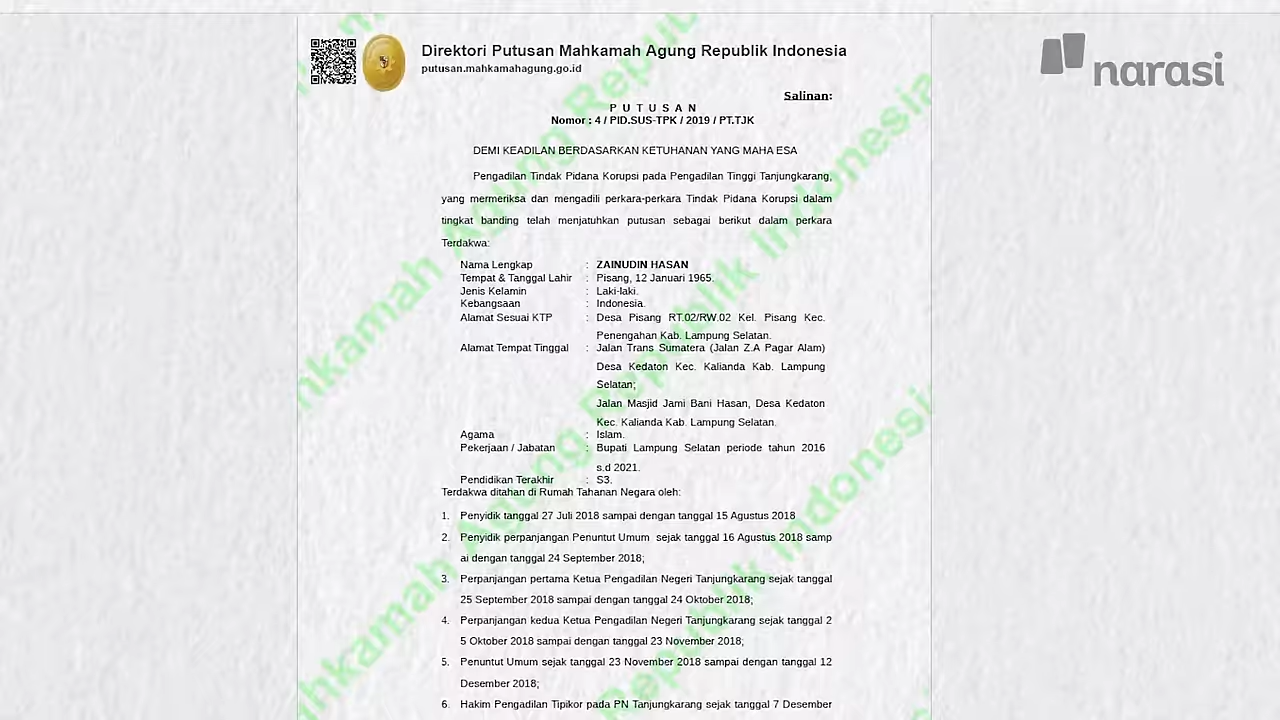 Direktori Putusan Mahkamah Agung Republik Indonesia
putusan.mahkamahagung.go.id
narasi
Salinan:
P U T U S A N
Nomor : 4 / PID.SUS-TPK / 2019 / PT.TJK
DEMI KEADILAN BERDASARKAN KETUHANAN YANG MAHA ESA
Pengadilan Tindak Pidana Korupsi pada Pengadilan Tinggi Tanjungkarang,
yang mermeriksa dan mengadili perkara-perkara Tindak Pidana Korupsi dalam
tingkat banding telah menjatuhkan putusan sebagai berikut dalam perkara
Terdakwa:
Nama Lengkap : ZAINUDIN HASAN
Tempat & Tanggal Lahir : Pisang, 12 Januari 1965.
Jenis Kelamin : Laki-laki.
Kebangsaan : Indonesia.
Alamat Sesuai KTP : Desa Pisang RT.02/RW.02 Kel. Pisang Kec.
Penengahan Kab. Lampung Selatan.
Alamat Tempat Tinggal : Jalan Trans Sumatera (Jalan Z.A Pagar Alam)
Desa Kedaton Kec. Kalianda Kab. Lampung
Selatan;
Jalan Masjid Jami Bani Hasan, Desa Kedaton
Kec. Kalianda Kab. Lampung Selatan.
Agama : Islam.
Pekerjaan / Jabatan : Bupati Lampung Selatan periode tahun 2016
s.d 2021.
Pendidikan Terakhir : S3.
Terdakwa ditahan di Rumah Tahanan Negara oleh:
1. Penyidik tanggal 27 Juli 2018 sampai dengan tanggal 15 Agustus 2018
2. Penyidik perpanjangan Penuntut Umum sejak tanggal 16 Agustus 2018 samp
ai dengan tanggal 24 September 2018;
3. Perpanjangan pertama Ketua Pengadilan Negeri Tanjungkarang sejak tanggal
25 September 2018 sampai dengan tanggal 24 Oktober 2018;
4. Perpanjangan kedua Ketua Pengadilan Negeri Tanjungkarang sejak tanggal 2
5 Oktober 2018 sampai dengan tanggal 23 November 2018;
5. Penuntut Umum sejak tanggal 23 November 2018 sampai dengan tanggal 12
Desember 2018;
6. Hakim Pengadilan Tipikor pada PN Tanjungkarang sejak tanggal 7 Desember